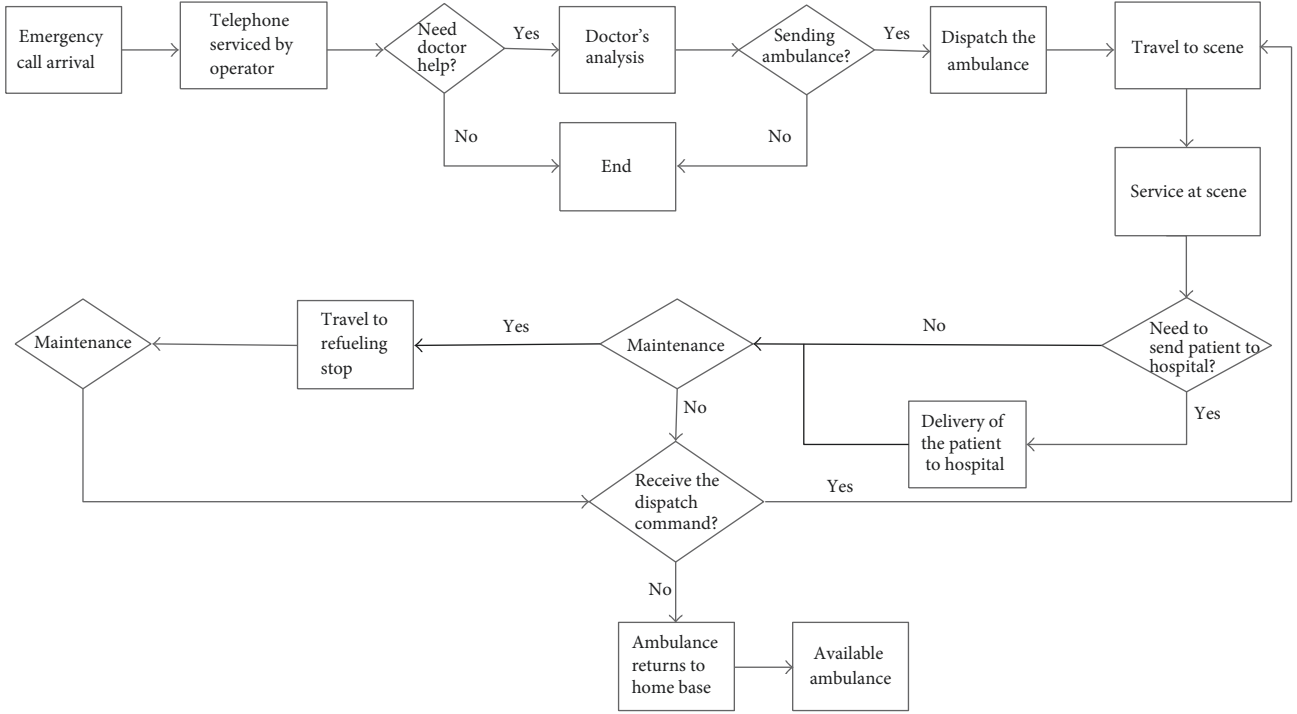 Emergency
call arrival
Telephone
serviced by
operator
Need
doctor
help?
Yes
Doctor's
analysis
Sending
ambulance?
Yes
Dispatch the
ambulance
Travel to scene
No
End
No
Service at scene
Maintenance
Travel to
refueling
stop
Yes
Maintenance
No
Need to
send patient to
hospital?
No
Yes
Delivery of
the patient
to hospital
Receive the
dispatch
command?
Yes
No
Ambulance
returns to
home base
Available
ambulance